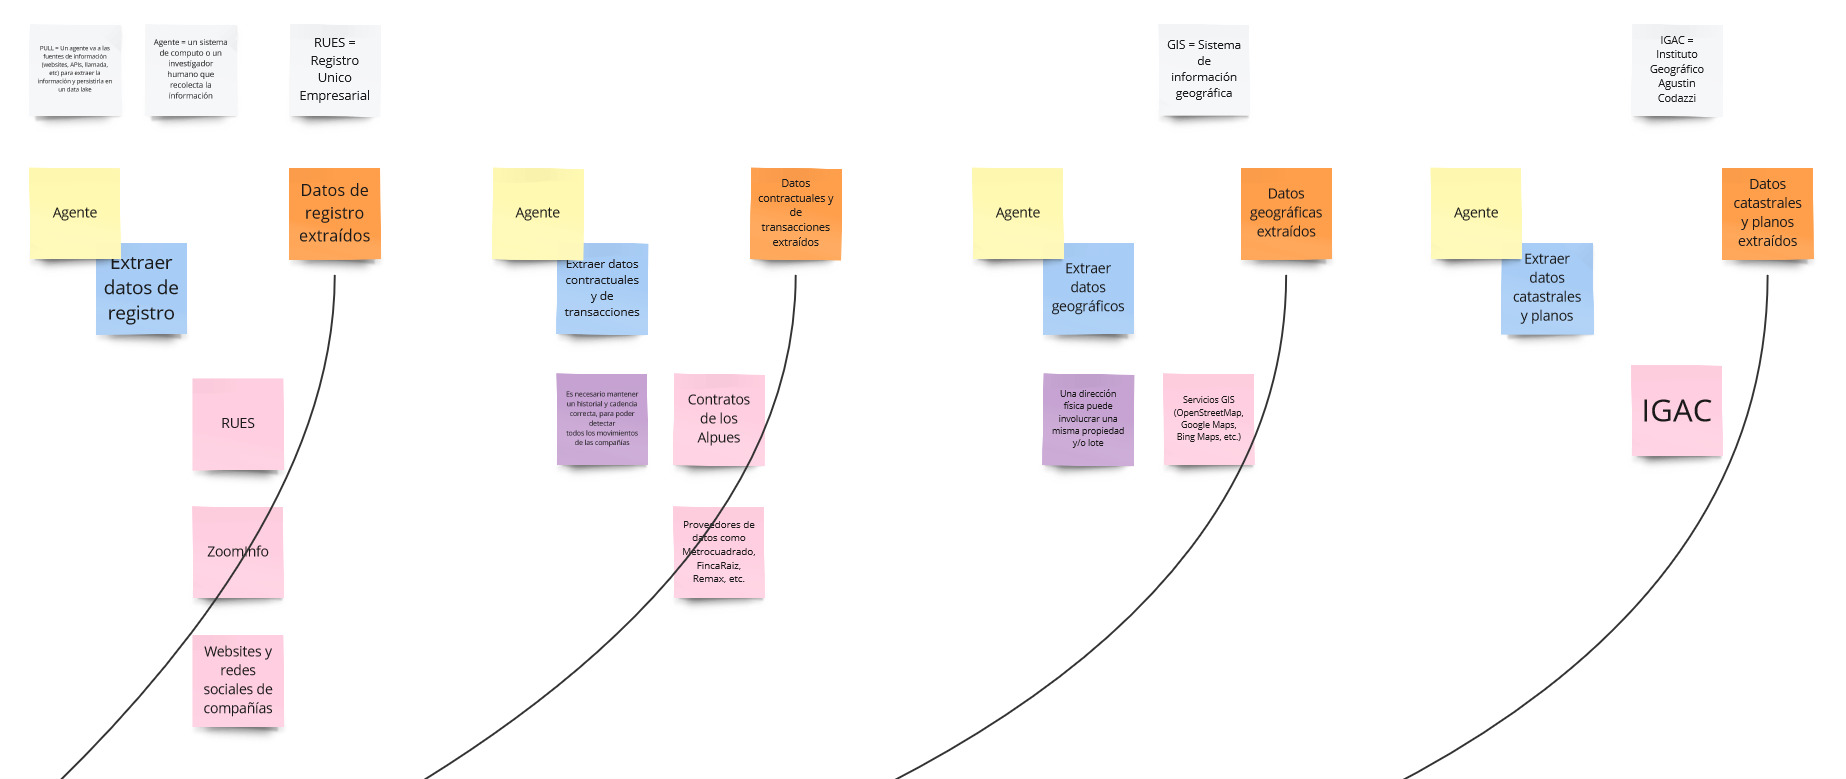 PULL = Un agente va a las
fuentes de información
(websites, APIs, llamada,
etc) para extraer la
información y persistirla en
un data lake
Agente = un sistema
de computo o un
investigador
humano que
recolecta la
información
RUES =
Registro
Unico
Empresarial
GIS = Sistema
de
información
geográfica
IGAC =
Instituto
Geográfico
Agustin
Codazzi
Agente
Extraer
datos de
registro
Datos de
registro
extraídos
RUES
ZoomInfo
Websites y
redes
sociales de
compañías
Agente
Extraer datos
contractuales
y de
transacciones
Datos
contractuales y
de
transacciones
extraídos
Es necesario mantener
un historial y cadencia
correcta, para poder
detectar
todos los movimientos
de las compañías
Contratos
de los
Alpues
Proveedores de
datos como
Metrocuadrado,
FincaRaiz,
Remax, etc.
Agente
Extraer
datos
geográficos
Datos
geográficas
extraídos
Una dirección
física puede
involucrar una
misma propiedad
y/o lote
Servicios GIS
(OpenStreetMap,
Google Maps,
Bing Maps, etc.)
Agente
Extraer
datos
catastrales
y planos
Datos
catastrales
y planos
extraídos
IGAC